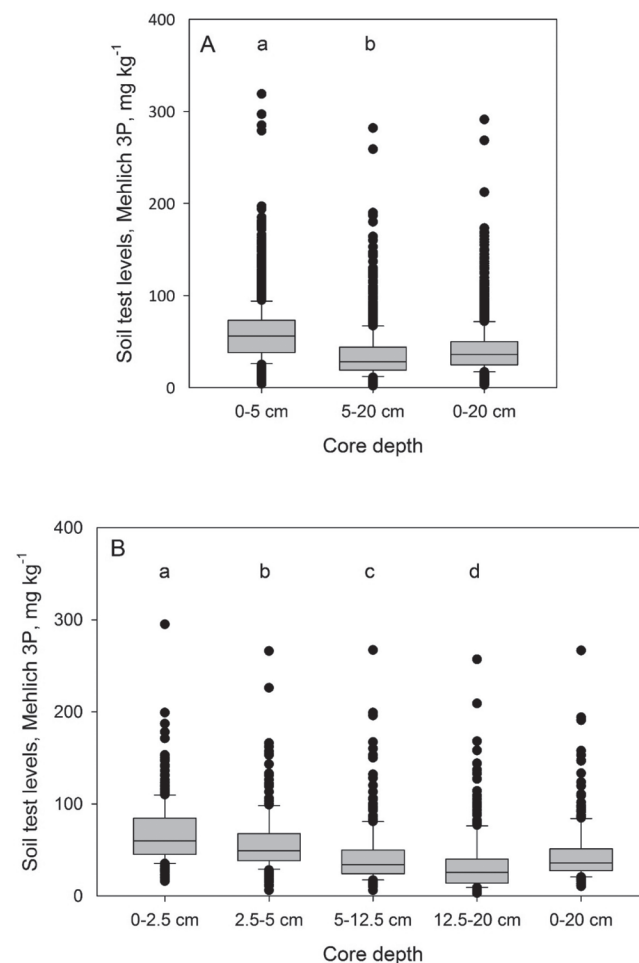 400
A
a
b
300
200
100
0
Soil test levels, Mehlich 3P, mg kg⁻¹
0-5 cm 5-20 cm 0-20 cm
Core depth
400
B
a b c d
300
200
100
0
Soil test levels, Mehlich 3P, mg kg⁻¹
0-2.5 cm 2.5-5 cm 5-12.5 cm 12.5-20 cm 0-20 cm
Core depth